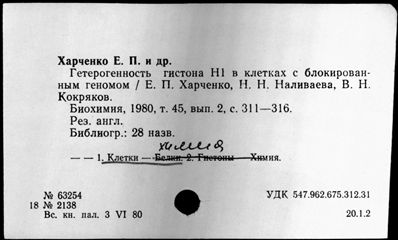 Харченко Е. П. и др.
Гетерогенность гистона H1 в клетках с блокирован-
ным геномом / Е. П. Харченко, Н. Н. Наливаева, В. Н.
Кокряков.
Биохимия, 1980, т. 45, вып. 2, с. 311—316.
Рез. англ.
Библиогр.: 28 назв.
химия
— — 1. Клетки — Белки. 2. Гистоны — Химия.
№ 63254
УДК 547.962.675.312.31
18 № 2138
Вс. кн. пал. 3 VI 80
20.1.2